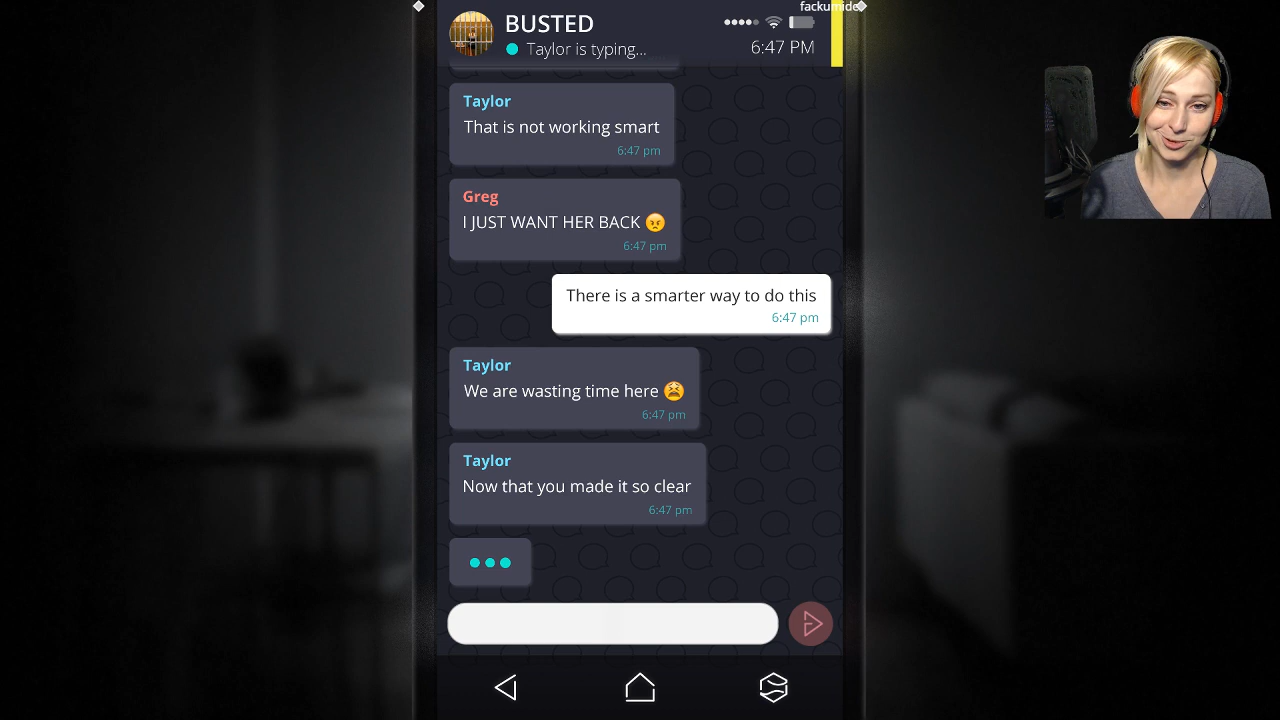 fackumide
BUSTED
Taylor is typing...
6:47 PM
Taylor
That is not working smart
6:47 pm
Greg
I JUST WANT HER BACK 😠
6:47 pm
There is a smarter way to do this
6:47 pm
Taylor
We are wasting time here 😫
6:47 pm
Taylor
Now that you made it so clear
6:47 pm